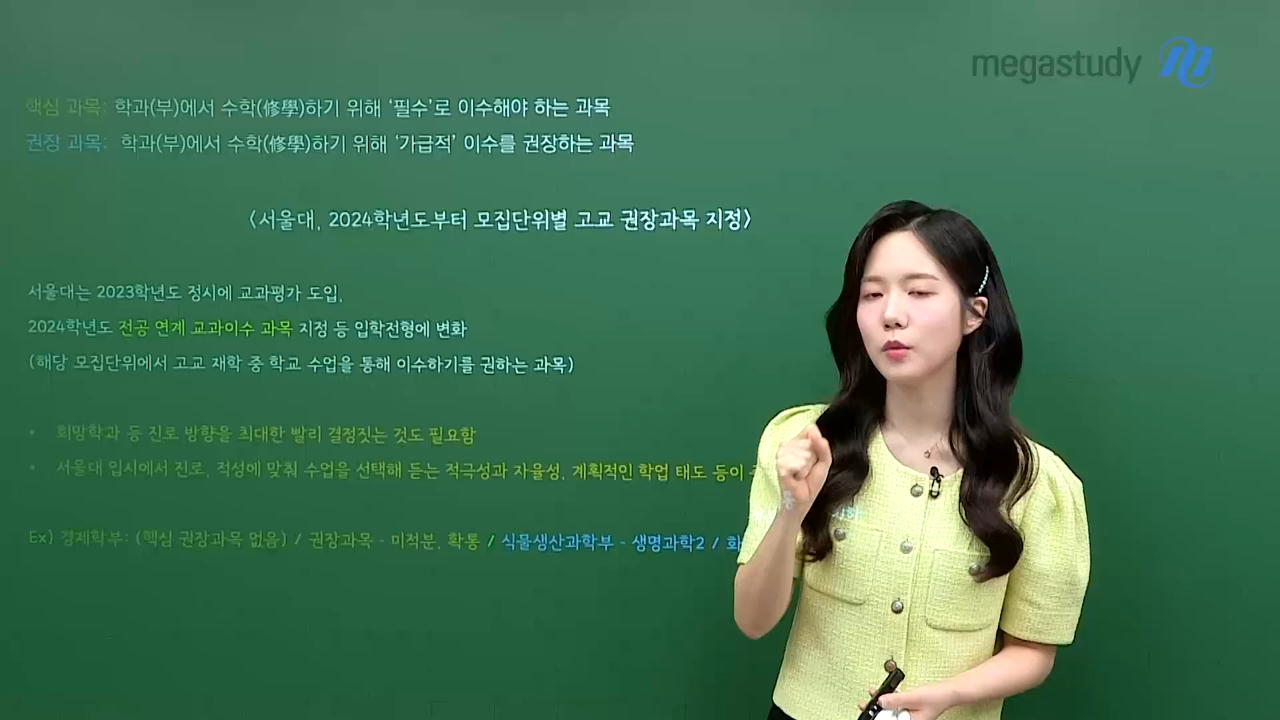 megastudy
핵심 과목: 학과(부)에서 수학(修學)하기 위해 '필수'로 이수해야 하는 과목
권장 과목: 학과(부)에서 수학(修學)하기 위해 '가급적' 이수를 권장하는 과목
<서울대, 2024학년도부터 모집단위별 고교 권장과목 지정>
서울대는 2023학년도 정시에 교과평가 도입,
2024학년도 전공 연계 교과이수 과목 지정 등 입학전형에 변화
(해당 모집단위에서 고교 재학 중 학교 수업을 통해 이수하기를 권하는 과목)
• 희망학과 등 진로 방향을 최대한 빨리 결정짓는 것도 필요함
• 서울대 입시에서 진로, 적성에 맞춰 수업을 선택해 듣는 적극성과 자율성, 계획적인 학업 태도 등이
Ex) 경제학부: (핵심 권장과목 없음) / 권장과목 - 미적분, 확통 / 식물생산과학부 - 생명과학2 / 화